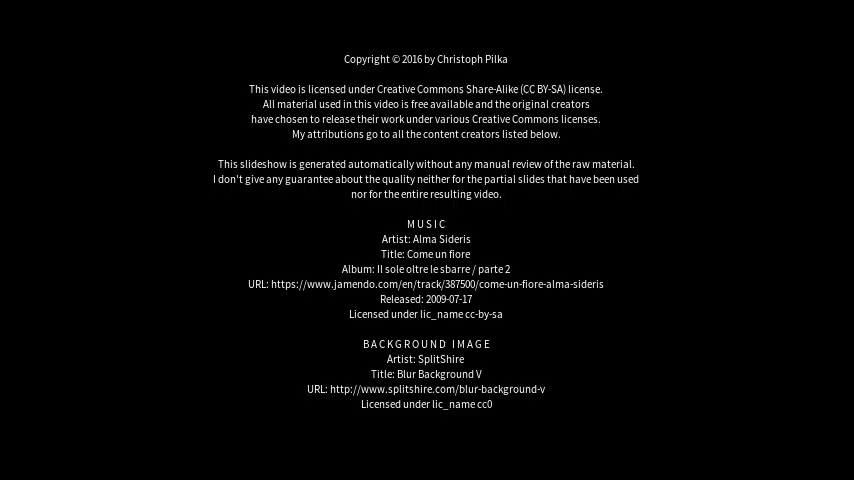 Copyright © 2016 by Christoph Pilka
This video is licensed under Creative Commons Share-Alike (CC BY-SA) license.
All material used in this video is free available and the original creators
have chosen to release their work under various Creative Commons licenses.
My attributions go to all the content creators listed below.
This slideshow is generated automatically without any manual review of the raw material.
I don't give any guarantee about the quality neither for the partial slides that have been used
nor for the entire resulting video.
M U S I C
Artist: Alma Sideris
Title: Come un fiore
Album: Il sole oltre le sbarre / parte 2
URL: https://www.jamendo.com/en/track/387500/come-un-fiore-alma-sideris
Released: 2009-07-17
Licensed under lic_name cc-by-sa
B A C K G R O U N D   I M A G E
Artist: SplitShire
Title: Blur Background V
URL: http://www.splitshire.com/blur-background-v
Licensed under lic_name cc0